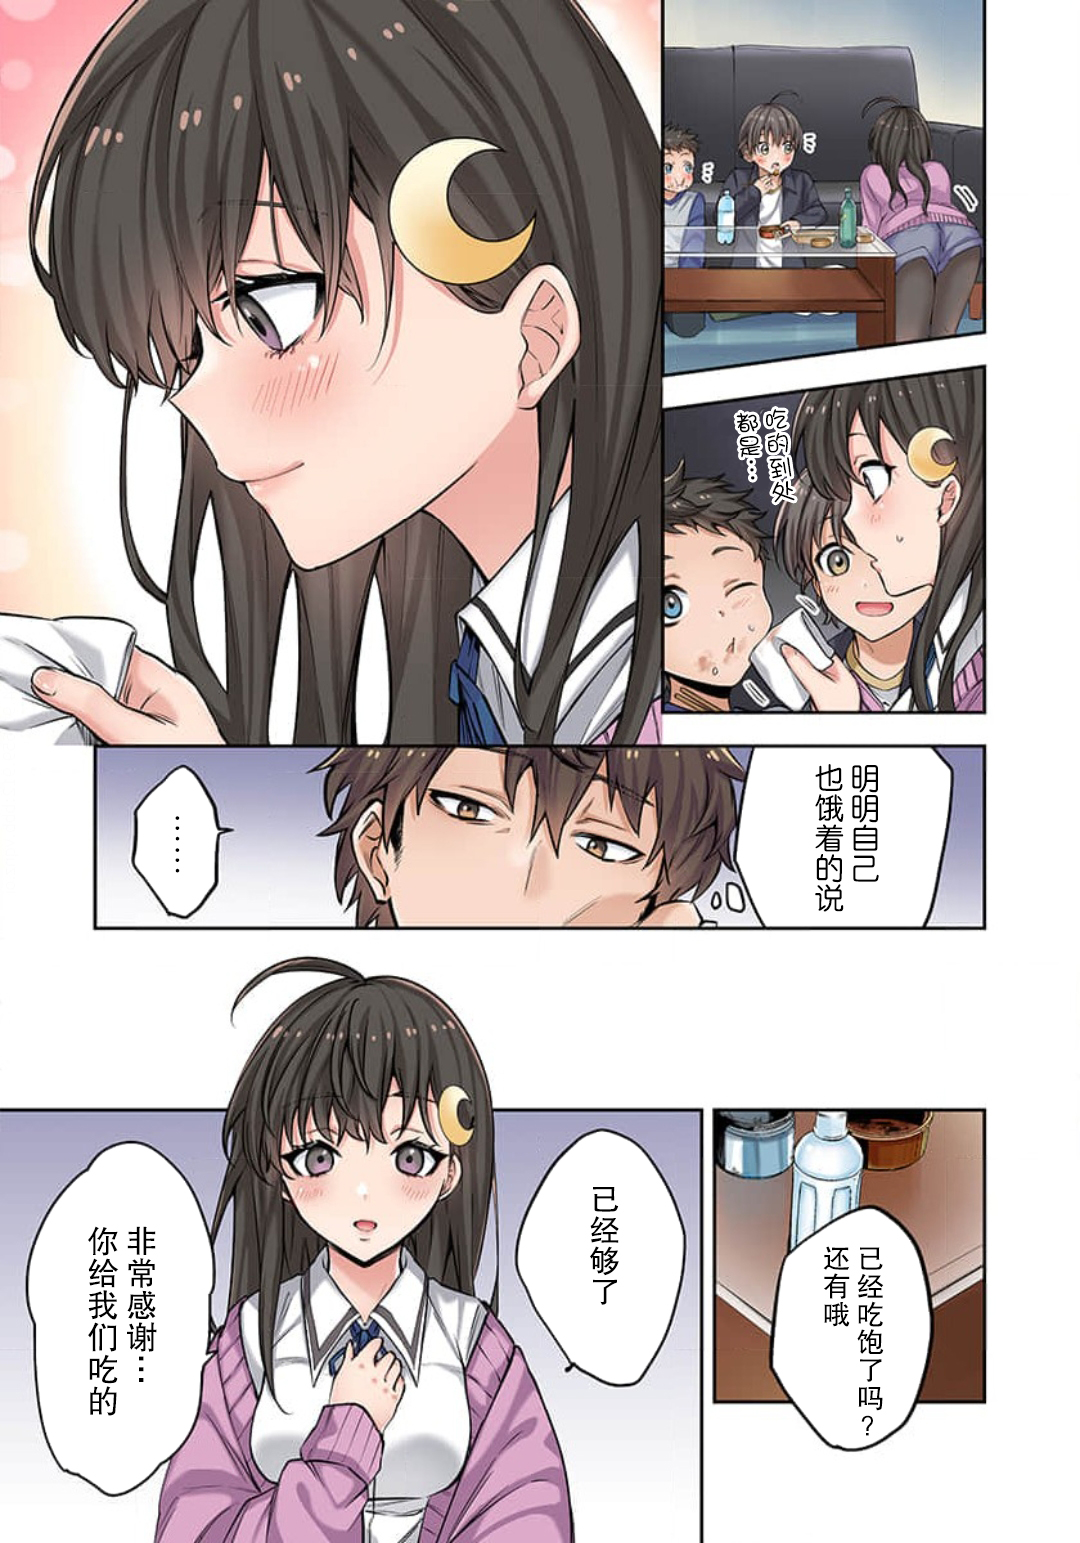 吃的到处
都是…
明明自己
也饿着的说
……
已经吃饱了吗？
还有哦
已经够了
非常感谢…
你给我们吃的